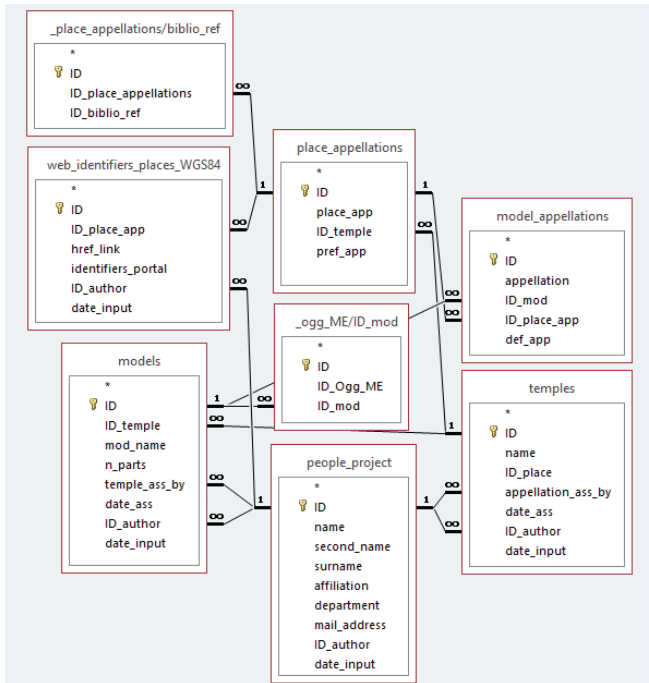 _place_appellations/biblio_ref
*
ID
ID_place_appellations
ID_biblio_ref
∞
web_identifiers_places_WGS84
*
ID
ID_place_app
href_link
identifiers_portal
ID_author
date_input
∞
∞
place_appellations
*
ID
place_app
ID_temple
pref_app
1
1
∞
model_appellations
*
ID
appellation
ID_mod
ID_place_app
def_app
∞
∞
_ogg_ME/ID_mod
*
ID
ID_Ogg_ME
ID_mod
∞
models
*
ID
ID_temple
mod_name
n_parts
temple_ass_by
date_ass
ID_author
date_input
1
∞
∞
∞
people_project
*
ID
name
second_name
surname
affiliation
department
mail_address
ID_author
date_input
1
1
temples
*
ID
name
ID_place
appellation_ass_by
date_ass
ID_author
date_input
1
∞
∞